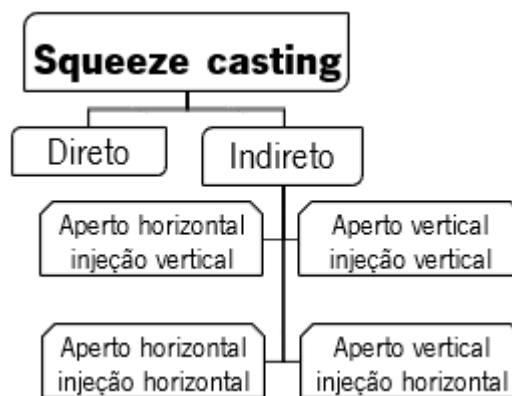 Squeeze casting
Direto
Indireto
Aperto horizontal
injeção vertical
Aperto vertical
injeção vertical
Aperto horizontal
injeção horizontal
Aperto vertical
injeção horizontal